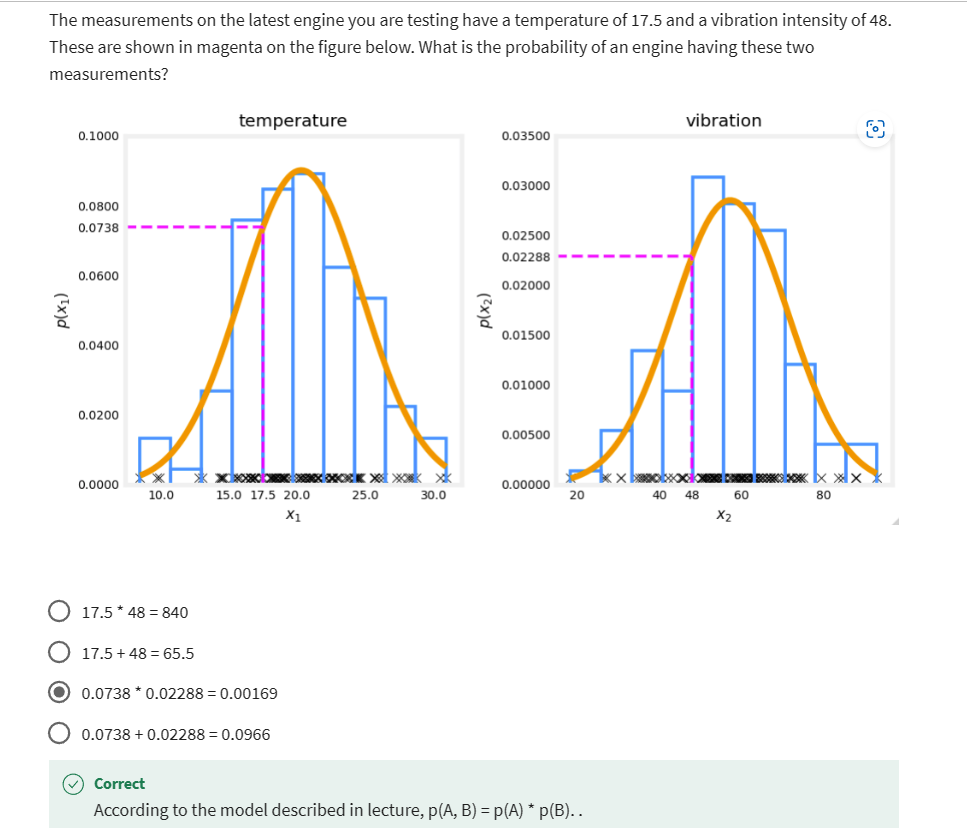 The measurements on the latest engine you are testing have a temperature of 17.5 and a vibration intensity of 48.
These are shown in magenta on the figure below. What is the probability of an engine having these two
measurements?
temperature
0.1000
0.0800
0.0738
0.0600
0.0400
0.0200
0.0000
p(x₁)
10.0 15.0 17.5 20.0 25.0 30.0
x₁
vibration
0.03500
0.03000
0.02500
0.02288
0.02000
0.01500
0.01000
0.00500
0.00000
p(x₂)
20 40 48 60 80
x₂
17.5 * 48 = 840
17.5 + 48 = 65.5
0.0738 * 0.02288 = 0.00169
0.0738 + 0.02288 = 0.0966
Correct
According to the model described in lecture, p(A, B) = p(A) * p(B). .